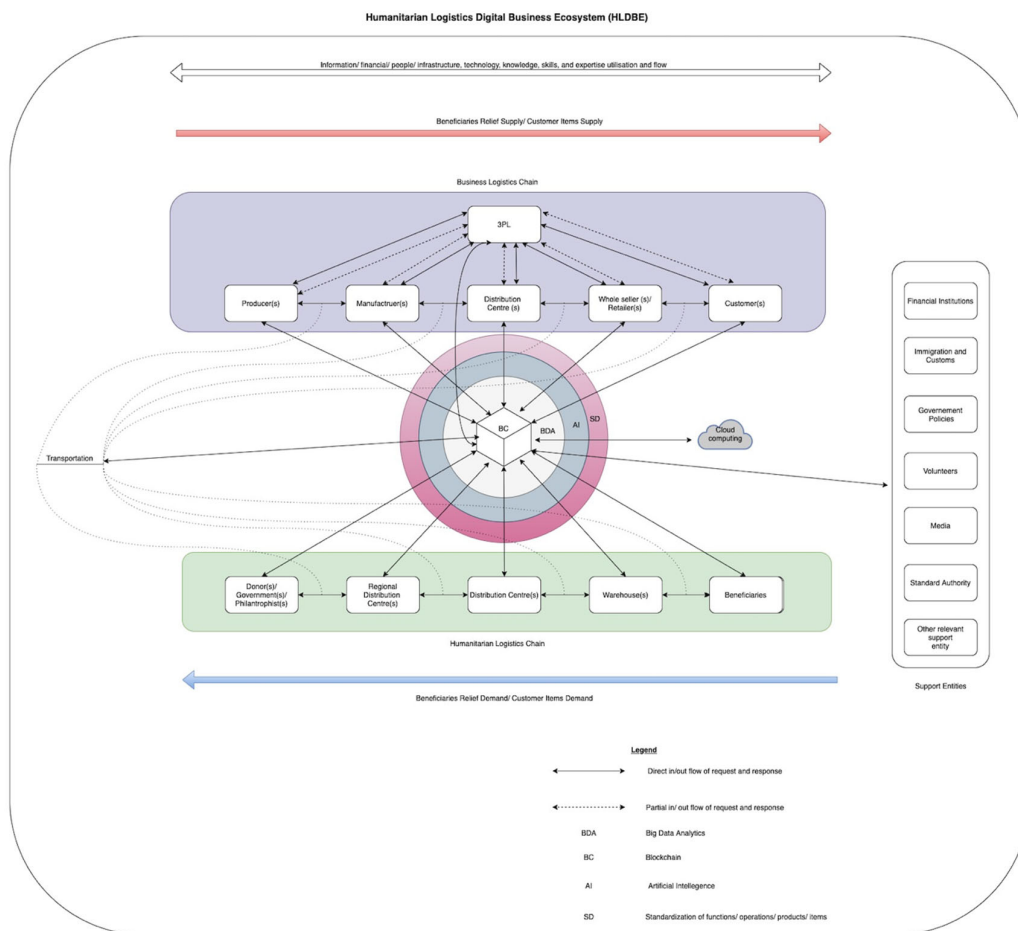 Humanitarian Logistics Digital Business Ecosystem (HLDBE)
Information/ financial/ people/ infrastructure, technology, knowledge, skills, and expertise utilisation and flow
Beneficiaries Relief Supply/ Customer Items Supply
Business Logistics Chain
3PL
Producer(s)
Manufactruer(s)
Distribution
Centre (s)
Whole seller (s)/
Retailer(s)
Customer(s)
Financial Institutions
Immigration and
Customs
Governement
Policies
Volunteers
Media
Standard Authority
Other relevant
support
entity
Support Entities
BC
BDA
AI
SD
Cloud
computing
Transportation
Donor(s)/
Government(s)/
Philantrophist(s)
Regional
Distribution
Centre(s)
Distribution Centre(s)
Warehouse(s)
Beneficiaries
Humanitarian Logistics Chain
Beneficiaries Relief Demand/ Customer Items Demand
Legend
Direct in/out flow of request and response
Partial in/ out flow of request and response
BDA Big Data Analytics
BC Blockchain
AI Artificial Intellegence
SD Standardization of functions/ operations/ products/ items